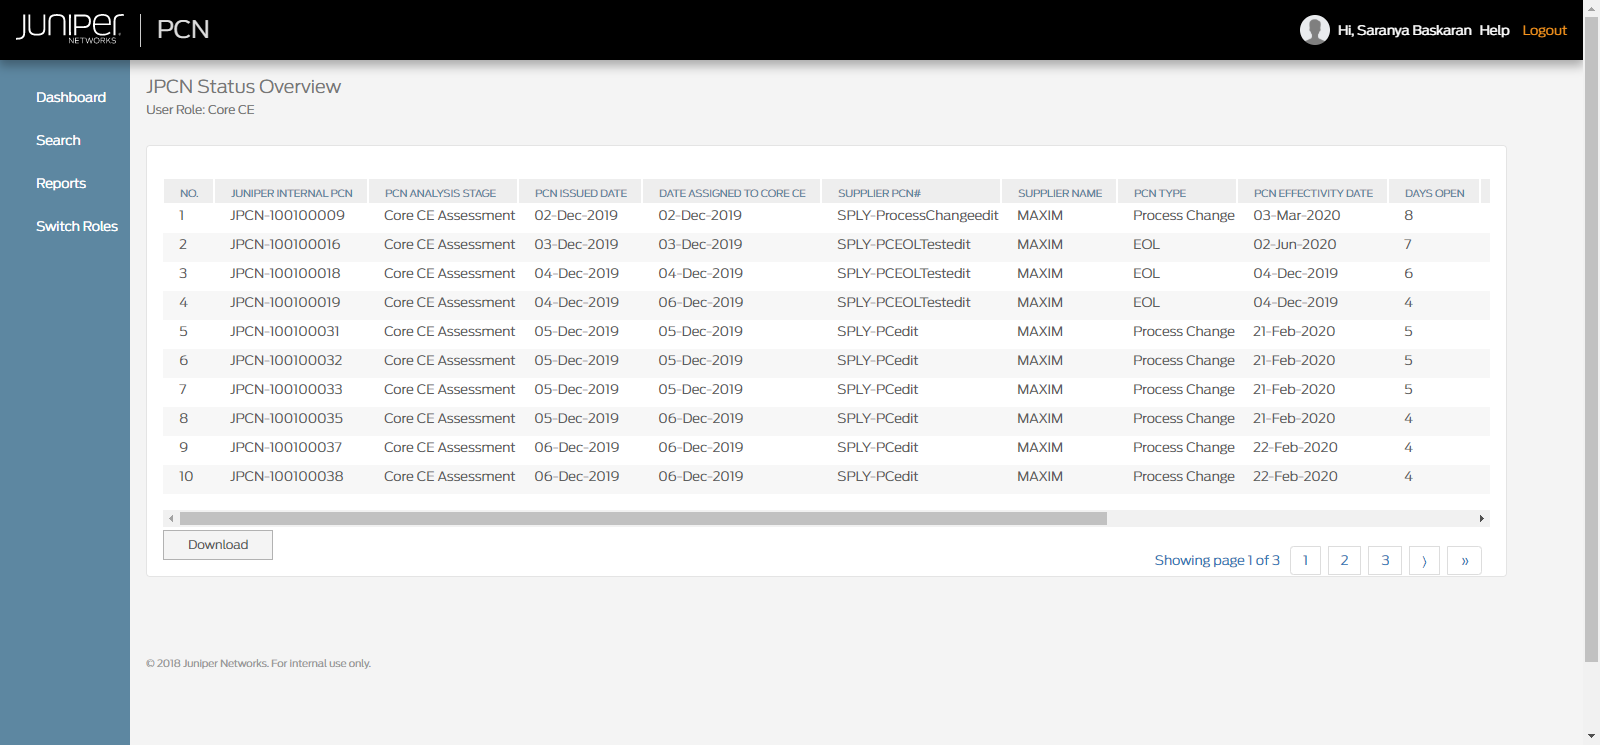 JUNIPER NETWORKS PCN Hi, Saranya Baskaran Help Logout
Dashboard
Search
Reports
Switch Roles
JPCN Status Overview
User Role: Core CE
NO. JUNIPER INTERNAL PCN PCN ANALYSIS STAGE PCN ISSUED DATE DATE ASSIGNED TO CORE CE SUPPLIER PCN# SUPPLIER NAME PCN TYPE PCN EFFECTIVITY DATE DAYS OPEN
1 JPCN-100100009 Core CE Assessment 02-Dec-2019 02-Dec-2019 SPLY-ProcessChangeedit MAXIM Process Change 03-Mar-2020 8
2 JPCN-100100016 Core CE Assessment 03-Dec-2019 03-Dec-2019 SPLY-PCEOLTestedit MAXIM EOL 02-Jun-2020 7
3 JPCN-100100018 Core CE Assessment 04-Dec-2019 04-Dec-2019 SPLY-PCEOLTestedit MAXIM EOL 04-Dec-2019 6
4 JPCN-100100019 Core CE Assessment 04-Dec-2019 06-Dec-2019 SPLY-PCEOLTestedit MAXIM EOL 04-Dec-2019 4
5 JPCN-100100031 Core CE Assessment 05-Dec-2019 05-Dec-2019 SPLY-PCedit MAXIM Process Change 21-Feb-2020 5
6 JPCN-100100032 Core CE Assessment 05-Dec-2019 05-Dec-2019 SPLY-PCedit MAXIM Process Change 21-Feb-2020 5
7 JPCN-100100033 Core CE Assessment 05-Dec-2019 05-Dec-2019 SPLY-PCedit MAXIM Process Change 21-Feb-2020 5
8 JPCN-100100035 Core CE Assessment 05-Dec-2019 06-Dec-2019 SPLY-PCedit MAXIM Process Change 21-Feb-2020 4
9 JPCN-100100037 Core CE Assessment 06-Dec-2019 06-Dec-2019 SPLY-PCedit MAXIM Process Change 22-Feb-2020 4
10 JPCN-100100038 Core CE Assessment 06-Dec-2019 06-Dec-2019 SPLY-PCedit MAXIM Process Change 22-Feb-2020 4
Download
Showing page 1 of 3 1 2 3 〉 »
© 2018 Juniper Networks. For internal use only.